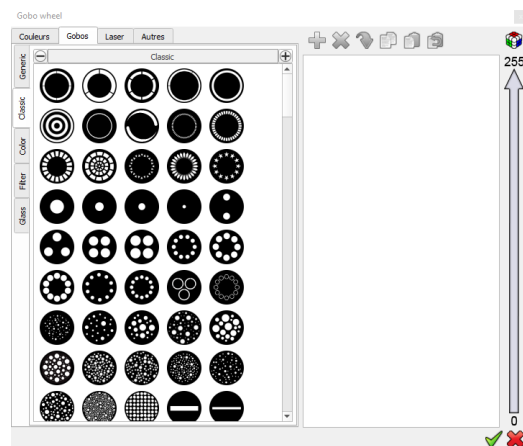 Gobo wheel
Couleurs
Gobos
Laser
Autres
Classic
Generic
Classic
Color
Filter
Glass
255
0